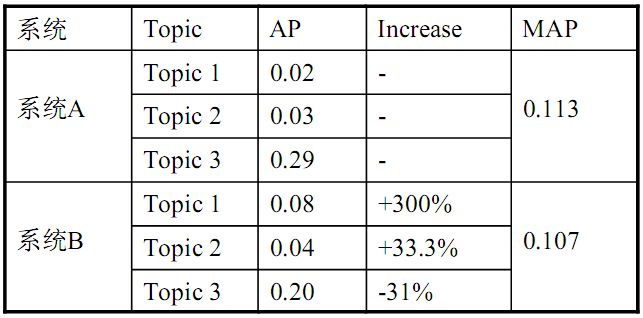 系统 Topic AP Increase MAP
系统A Topic 1 0.02 - 0.113
Topic 2 0.03 -
Topic 3 0.29 -
系统B Topic 1 0.08 +300% 0.107
Topic 2 0.04 +33.3%
Topic 3 0.20 -31%